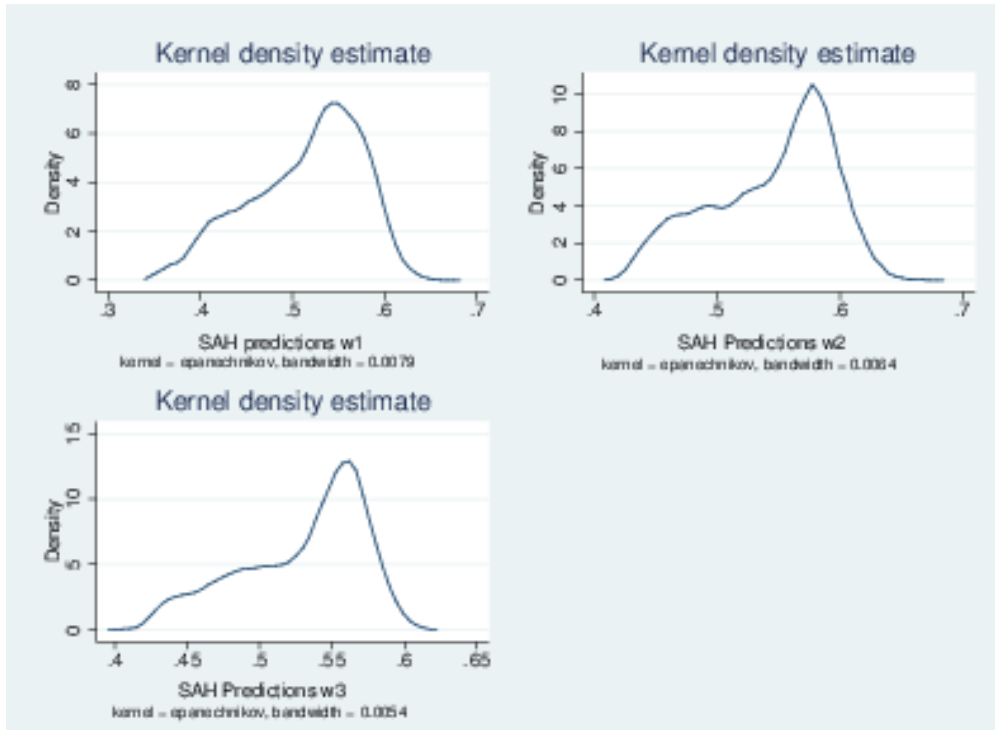 Kernel density estimate
Density
0 2 4 6 8
.3 .4 .5 .6 .7
SAH predictions w1
kernel = epanechnikov, bandwidth = 0.0079
Kernel density estimate
Density
0 2 4 6 8 10
.4 .5 .6 .7
SAH Predictions w2
kernel = epanechnikov, bandwidth = 0.0064
Kernel density estimate
Density
0 5 10 15
.4 .45 .5 .55 .6 .65
SAH Predictions w3
kernel = epanechnikov, bandwidth = 0.0054